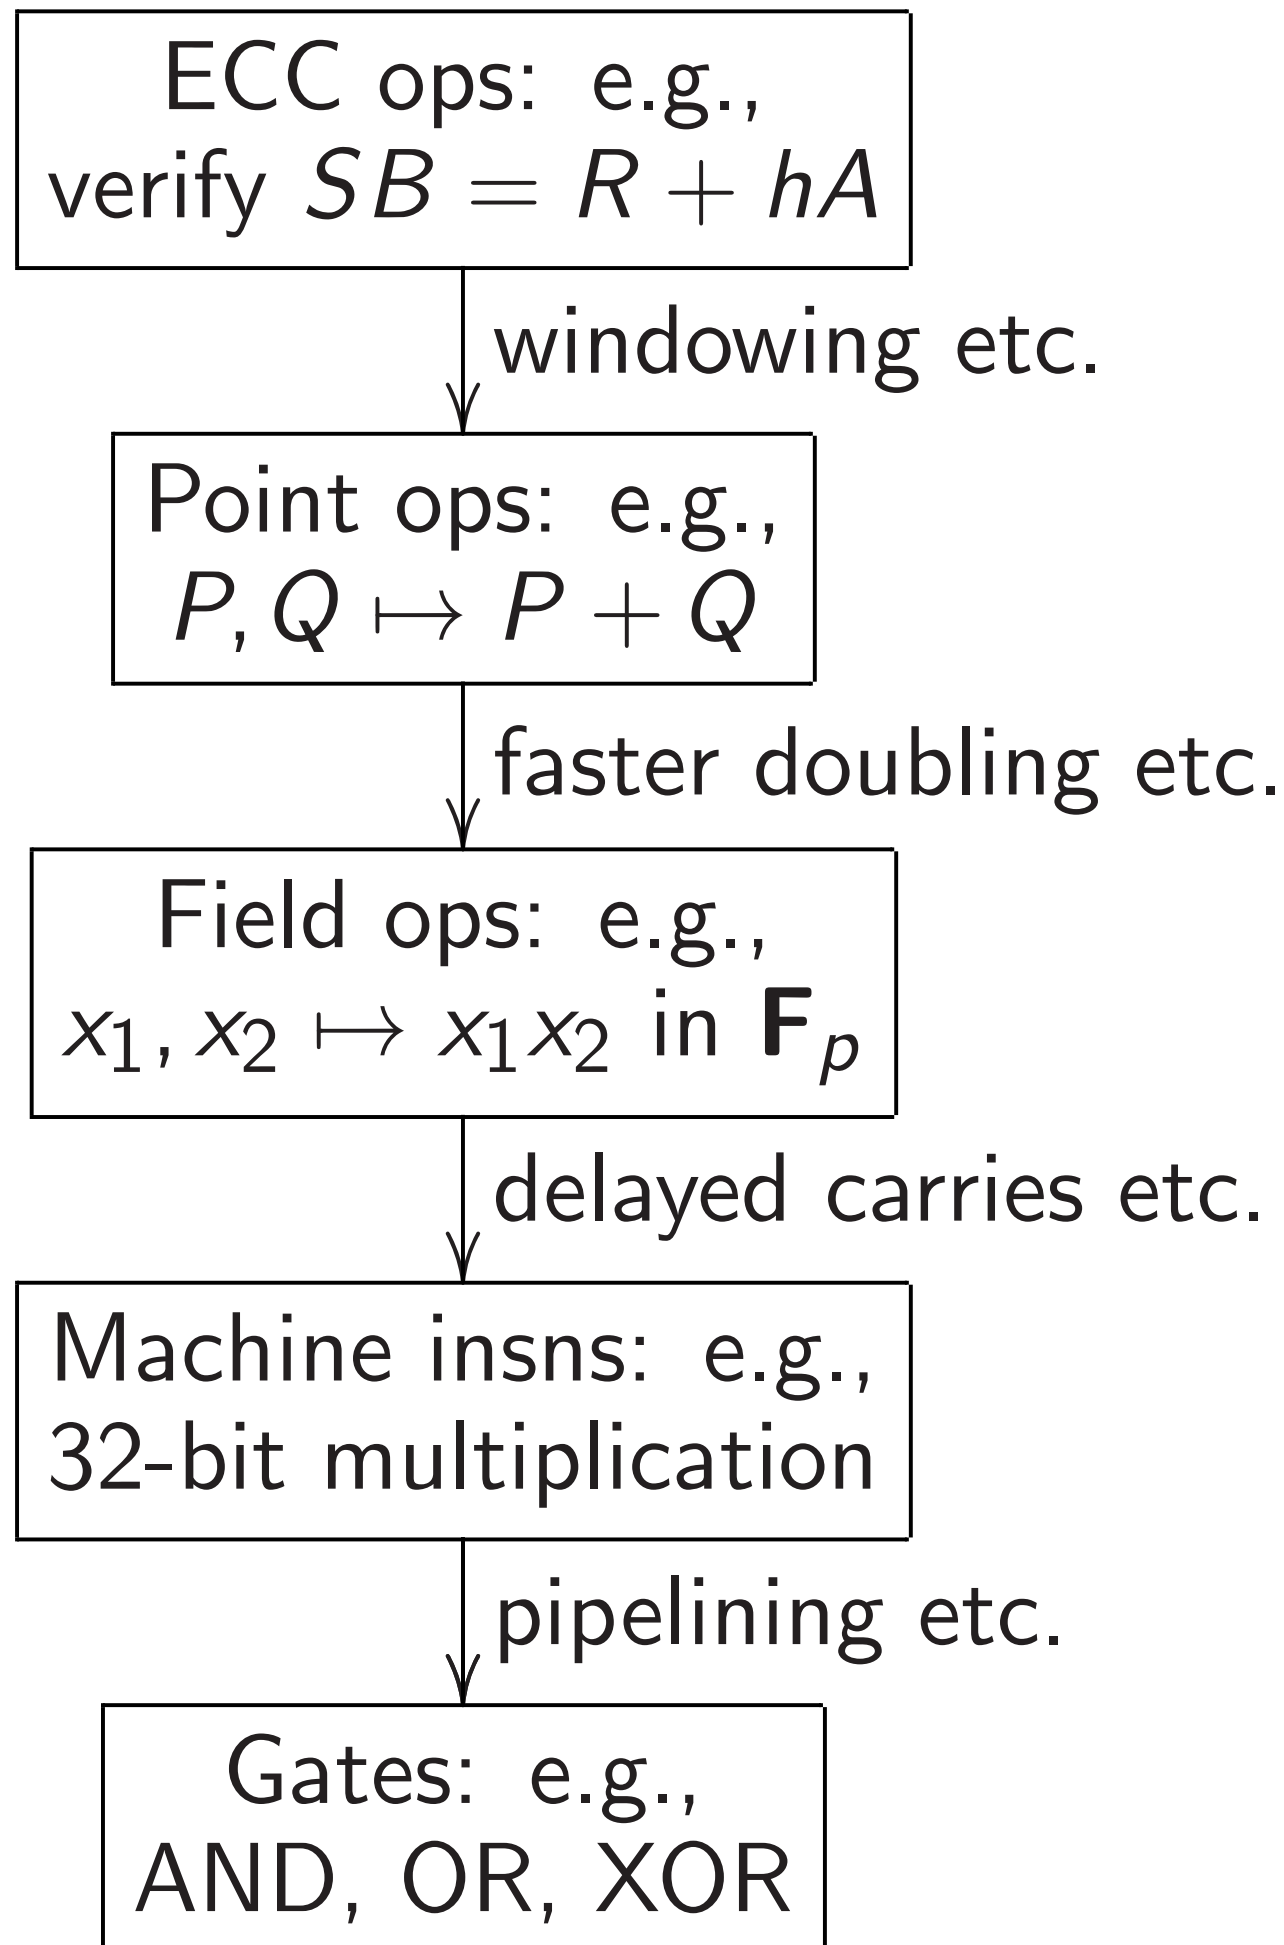 ECC ops: e.g.,
verify SB = R + hA
windowing etc.
Point ops: e.g.,
P, Q ↦ P + Q
faster doubling etc.
Field ops: e.g.,
x₁, x₂ ↦ x₁x₂ in 𝐅ₚ
delayed carries etc.
Machine insns: e.g.,
32-bit multiplication
pipelining etc.
Gates: e.g.,
AND, OR, XOR